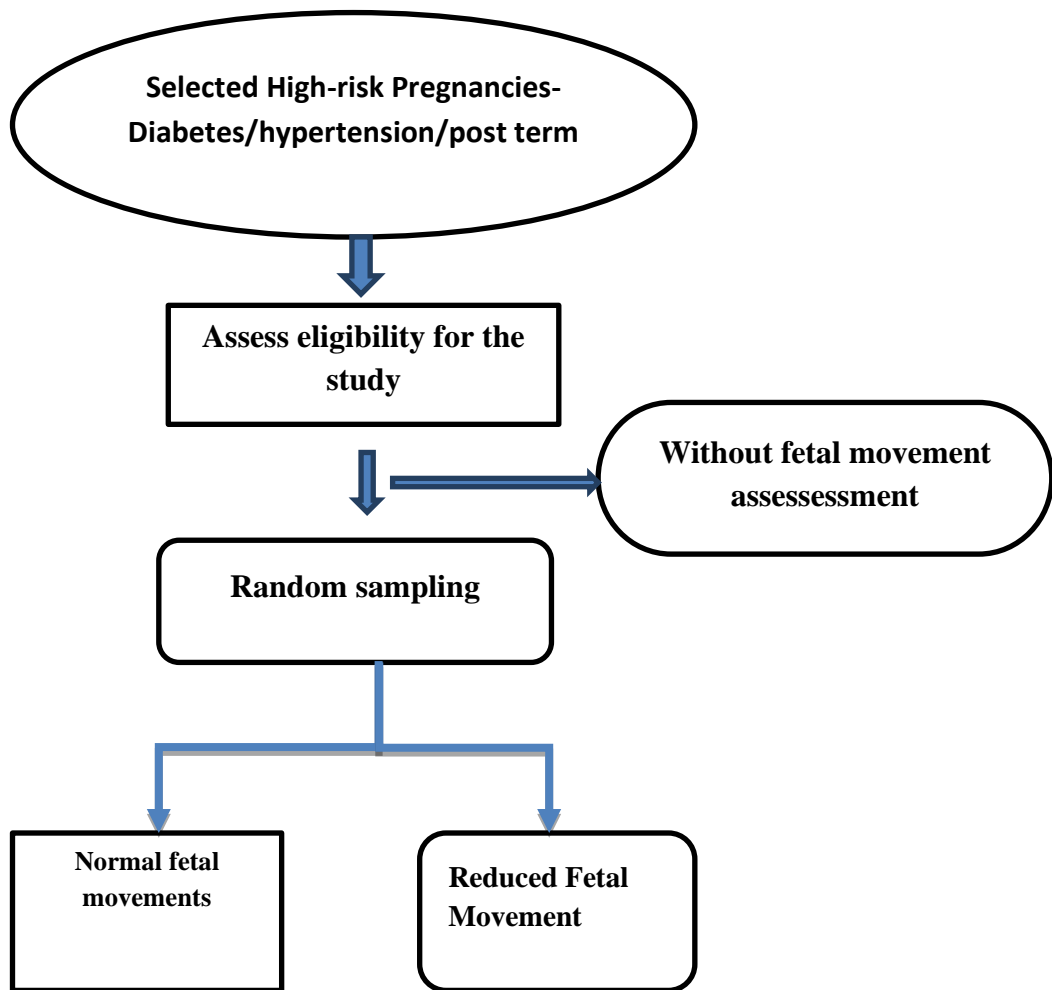 Selected High-risk Pregnancies-
Diabetes/hypertension/post term
Assess eligibility for the
study
Without fetal movement
assessessment
Random sampling
Normal fetal
movements
Reduced Fetal
Movement